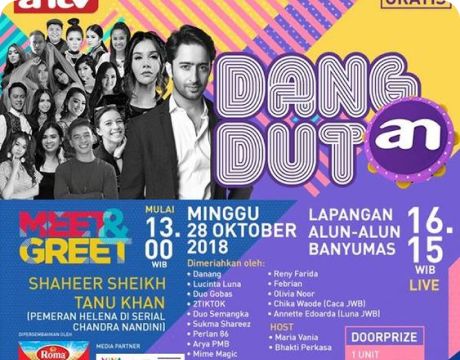 antv
GRATIS
DANG
DUT
an
MEET&
GREET
MULAI
13.
00
WIB
MINGGU
28 OKTOBER
2018
LAPANGAN
ALUN-ALUN
BANYUMAS
16.
15
WIB
LIVE
SHAHEER SHEIKH
TANU KHAN
(PEMERAN HELENA DI SERIAL
CHANDRA NANDINI)
Dimeriahkan oleh:
• Danang
• Lucinta Luna
• Duo Gobas
• 2TIKTOK
• Duo Semangka
• Sukma Shareez
• Perlan 86
• Arya PMB
• Mime Magic
• Reny Farida
• Febrian
• Olivia Noor
• Chika Waode (Caca JWB)
• Annette Edoarda (Luna JWB)
HOST
• Maria Vania
• Bhakti Perkasa
DOORPRIZE
1 UNIT
DIPERSEMBAHKAN OLEH
MEDIA PARTNER
Roma